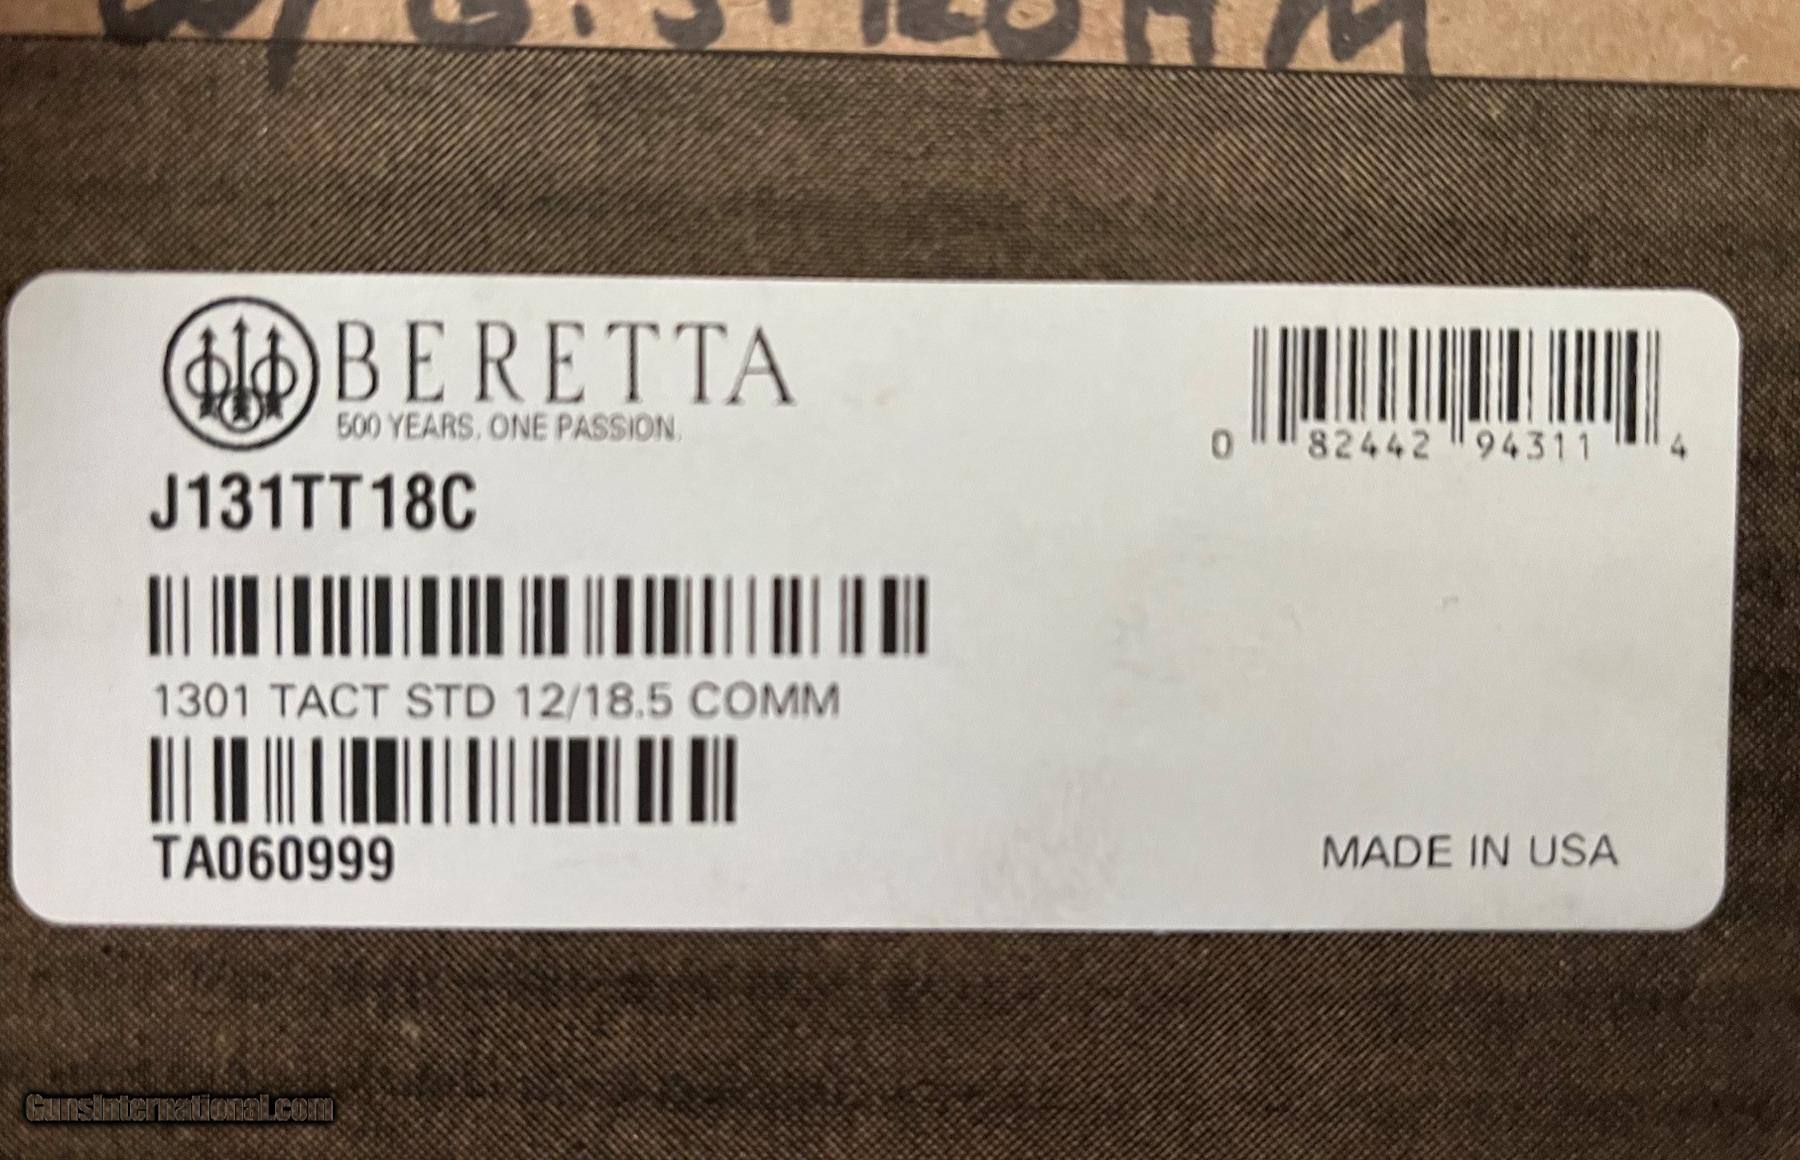 BERETTA
500 YEARS. ONE PASSION.
0 82442 94311 4
J131TT18C
1301 TACT STD 12/18.5 COMM
TA060999
MADE IN USA
GunsInternational.com